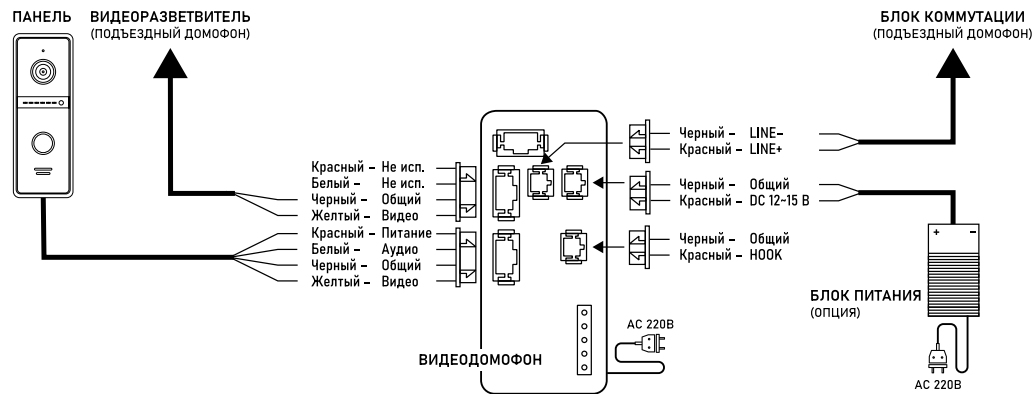 ПАНЕЛЬ
ВИДЕОРАЗВЕТВИТЕЛЬ
(ПОДЪЕЗДНЫЙ ДОМОФОН)
БЛОК КОММУТАЦИИ
(ПОДЪЕЗДНЫЙ ДОМОФОН)
Красный – Не исп.
Белый – Не исп.
Черный – Общий
Желтый – Видео
Красный – Питание
Белый – Аудио
Черный – Общий
Желтый – Видео
Черный – LINE–
Красный – LINE+
Черный – Общий
Красный – DC 12~15 В
Черный – Общий
Красный – HOOK
+ –
БЛОК ПИТАНИЯ
(ОПЦИЯ)
AC 220В
ВИДЕОДОМОФОН
AC 220В